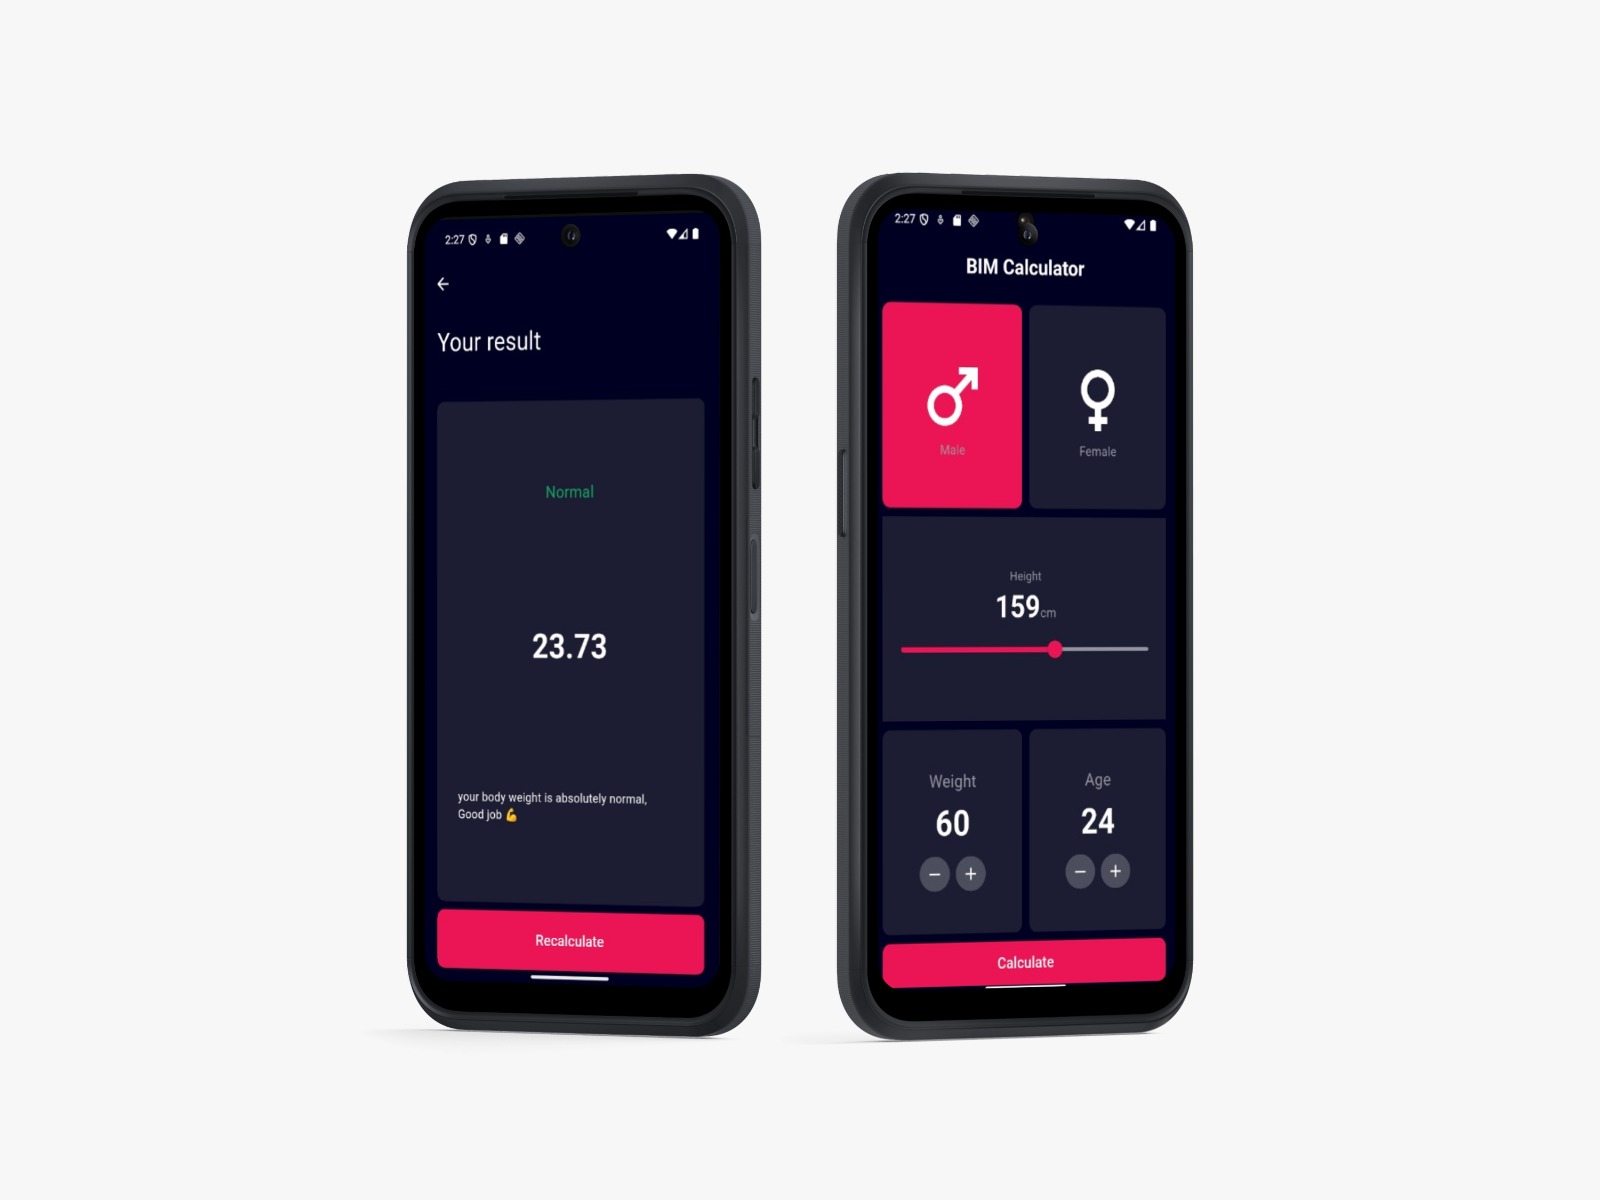 2:27
Your result
Normal
23.73
your body weight is absolutely normal,
Good job 💪
Recalculate
2:27
BIM Calculator
Male
Female
Height
159cm
Weight
60
Age
24
Calculate